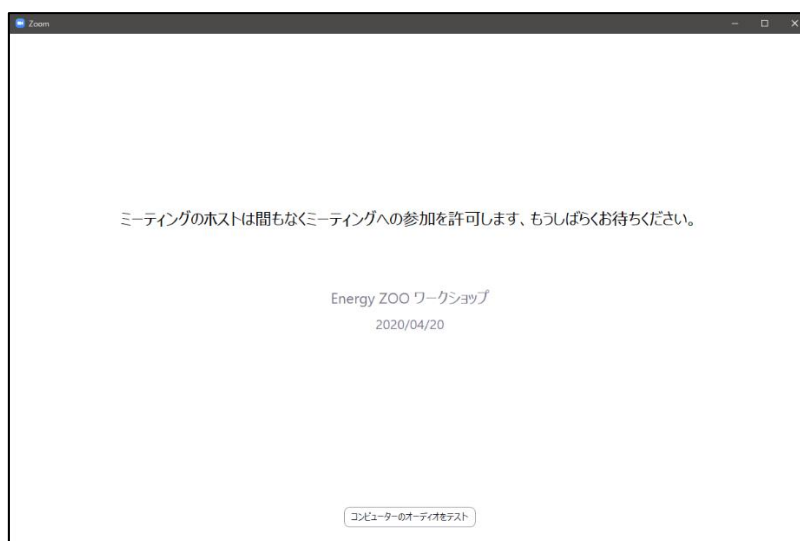 Zoom
ミーティングのホストは間もなくミーティングへの参加を許可します、もうしばらくお待ちください。
Energy ZOO ワークショップ
2020/04/20
コンピューターのオーディオをテスト